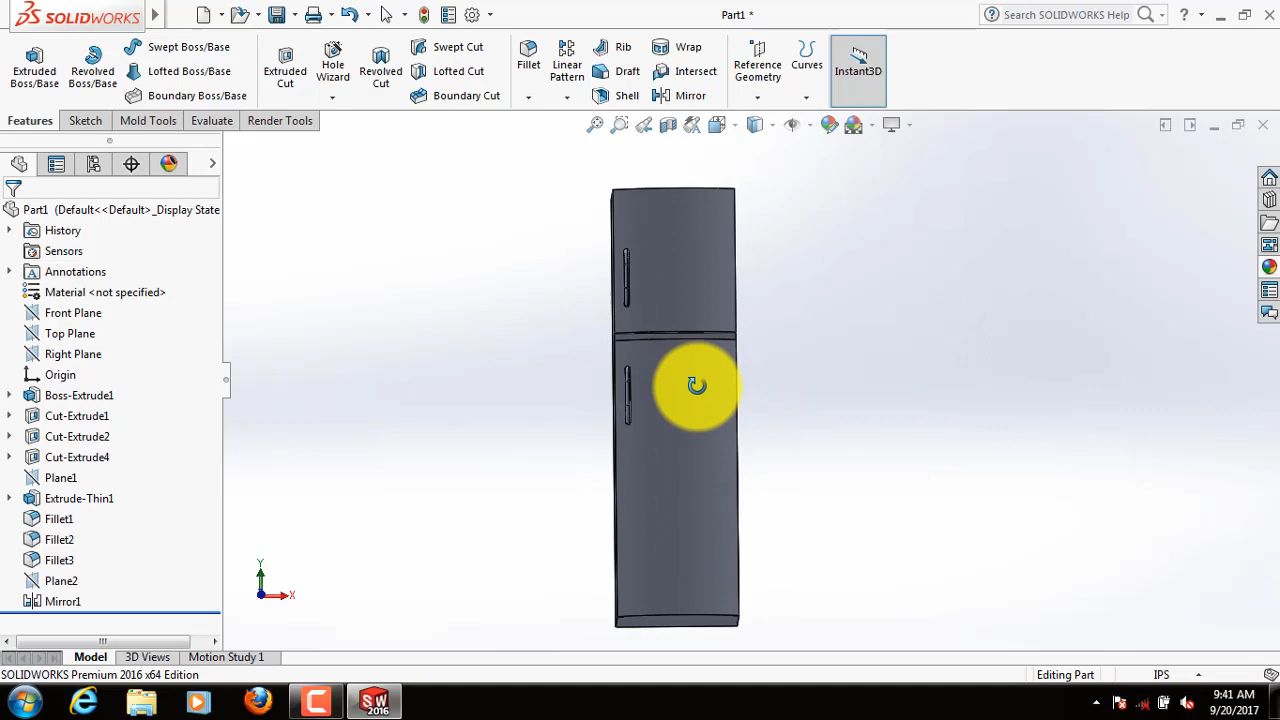 SOLIDWORKS
Part1 *
Search SOLIDWORKS Help
?
Extruded Boss/Base
Revolved Boss/Base
Swept Boss/Base
Lofted Boss/Base
Boundary Boss/Base
Extruded Cut
Hole Wizard
Revolved Cut
Swept Cut
Lofted Cut
Boundary Cut
Fillet
Linear Pattern
Rib
Draft
Shell
Wrap
Intersect
Mirror
Reference Geometry
Curves
Instant3D
Features
Sketch
Mold Tools
Evaluate
Render Tools
Part1 (Default<<Default>_Display State
History
Sensors
Annotations
Material <not specified>
Front Plane
Top Plane
Right Plane
Origin
Boss-Extrude1
Cut-Extrude1
Cut-Extrude2
Cut-Extrude4
Plane1
Extrude-Thin1
Fillet1
Fillet2
Fillet3
Plane2
Mirror1
Y
X
Model
3D Views
Motion Study 1
SOLIDWORKS Premium 2016 x64 Edition
Editing Part
IPS
SW
2016
9:41 AM
9/20/2017